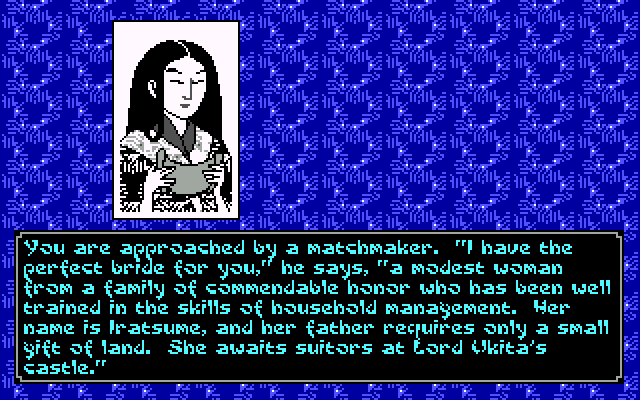 You are approached by a matchmaker.  "I have the
perfect bride for you," he says, "a modest woman
from a family of commendable honor who has been well
trained in the skills of household management.  Her
name is Iratsume, and her father requires only a small
gift of land.  She awaits suitors at Lord Ukita's
castle."